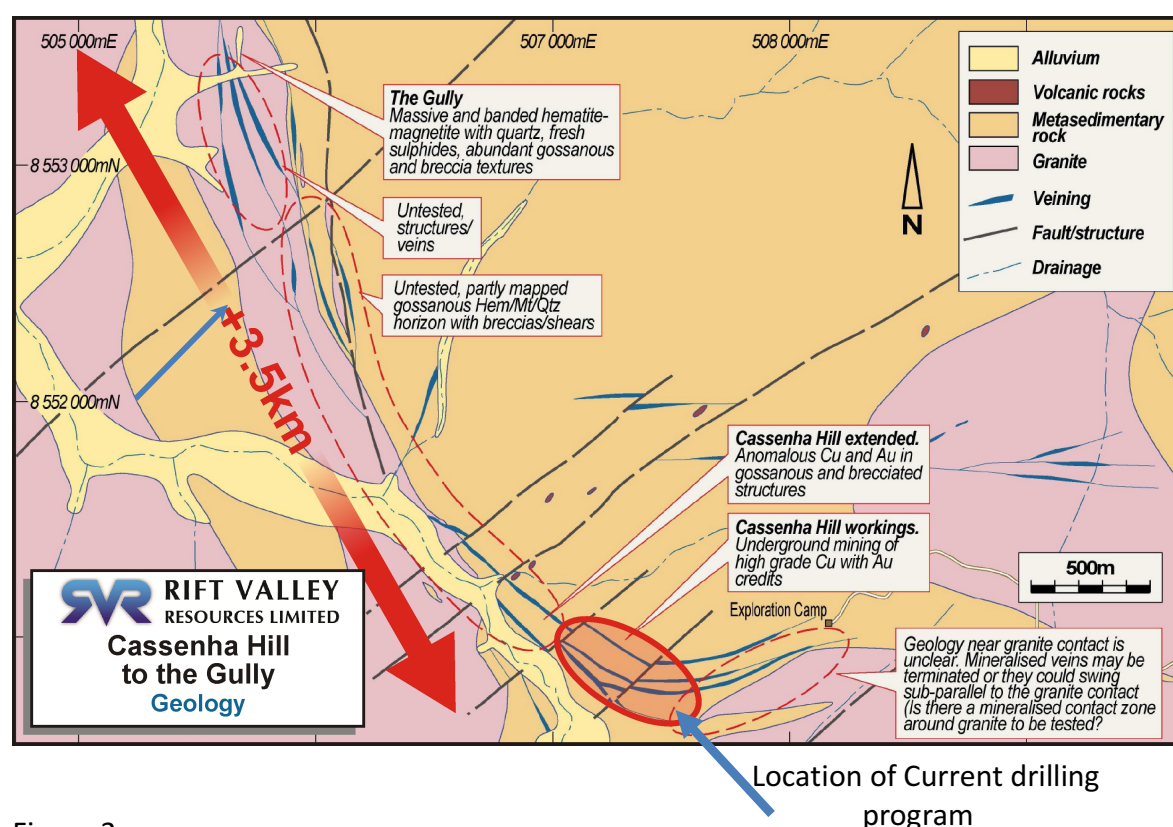 505 000mE
507 000mE
508 000mE
8 553 000mN
8 552 000mN
The Gully
Massive and banded hematite-
magnetite with quartz, fresh
sulphides, abundant gossanous
and breccia textures
Untested,
structures/
veins
Untested, partly mapped
gossanous Hem/Mt/Qtz
horizon with breccias/shears
+3.5km
Alluvium
Volcanic rocks
Metasedimentary
rock
Granite
Veining
Fault/structure
Drainage
N
Cassenha Hill extended.
Anomalous Cu and Au in
gossanous and brecciated
structures
Cassenha Hill workings.
Underground mining of
high grade Cu with Au
credits
500m
Exploration Camp
Geology near granite contact is
unclear. Mineralised veins may be
terminated or they could swing
sub-parallel to the granite contact
(Is there a mineralised contact zone
around granite to be tested?
RVR RIFT VALLEY
RESOURCES LIMITED
Cassenha Hill
to the Gully
Geology
Location of Current drilling
program